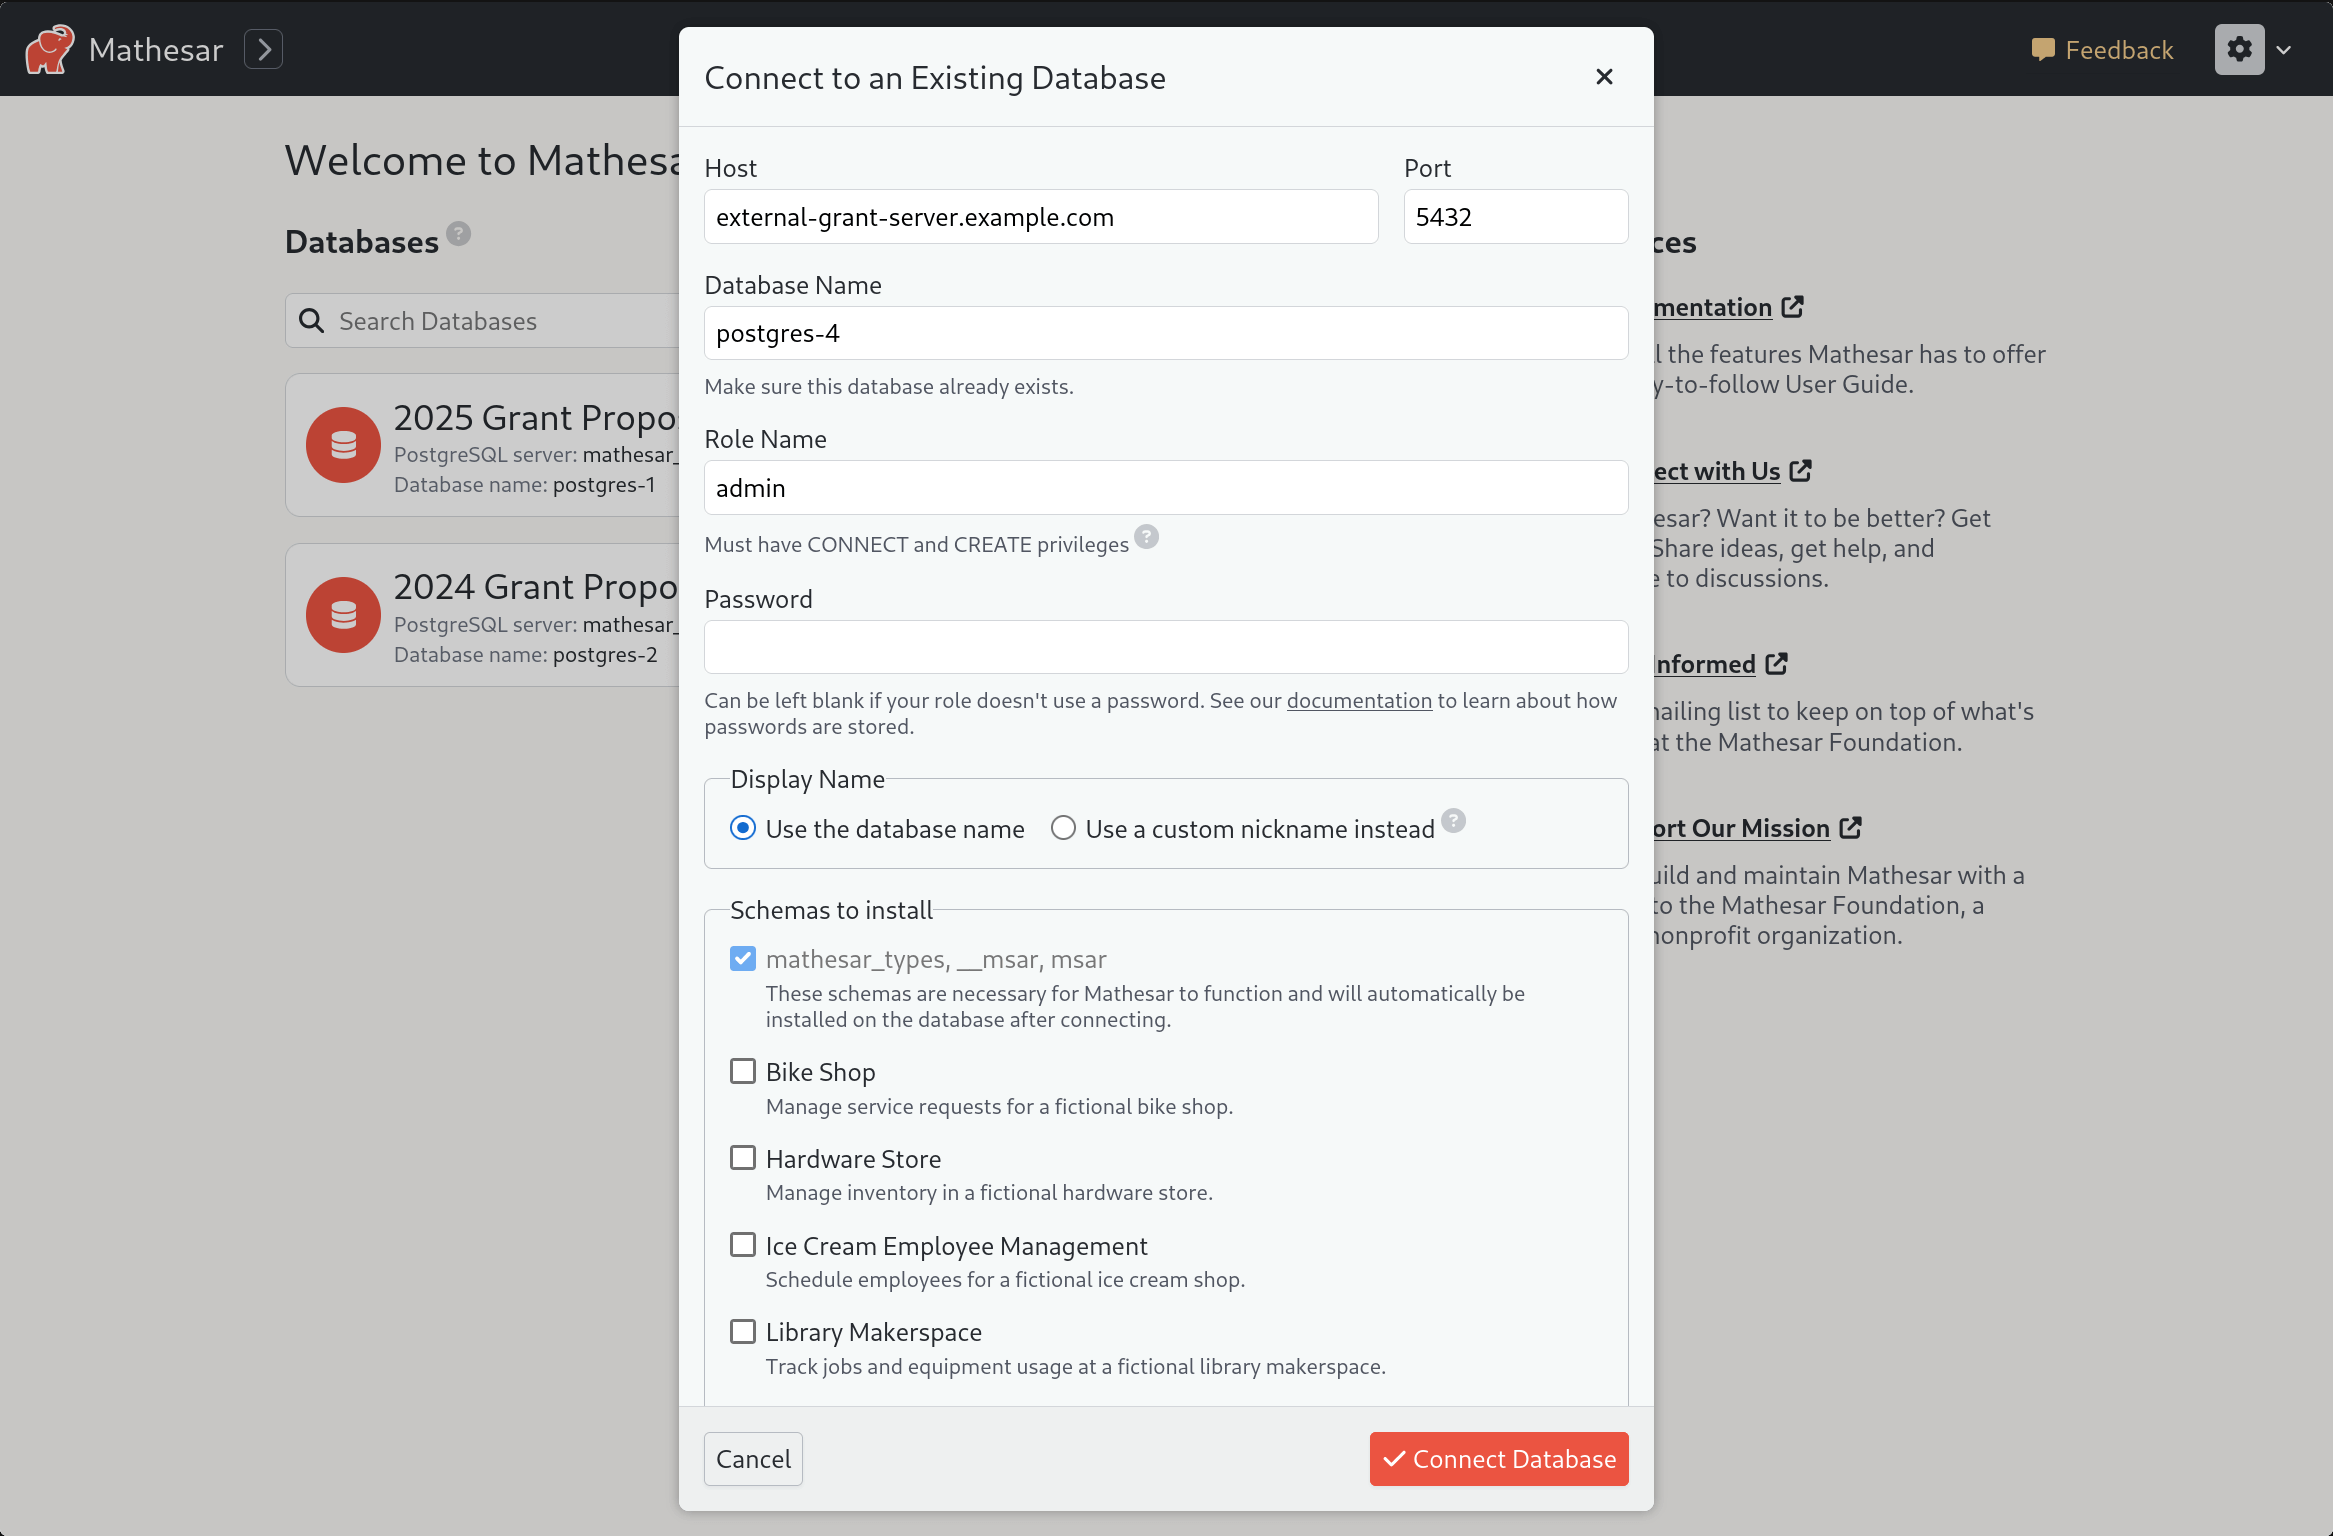 Mathesar
Feedback
Connect to an Existing Database
Host
external-grant-server.example.com
Port
5432
Database Name
postgres-4
Make sure this database already exists.
Role Name
admin
Must have CONNECT and CREATE privileges ?
Password
Can be left blank if your role doesn't use a password. See our documentation to learn about how
passwords are stored.
Display Name
Use the database name
Use a custom nickname instead ?
Schemas to install
mathesar_types, __msar, msar
These schemas are necessary for Mathesar to function and will automatically be
installed on the database after connecting.
Bike Shop
Manage service requests for a fictional bike shop.
Hardware Store
Manage inventory in a fictional hardware store.
Ice Cream Employee Management
Schedule employees for a fictional ice cream shop.
Library Makerspace
Track jobs and equipment usage at a fictional library makerspace.
Cancel
Connect Database
Welcome to Mathesa
Databases ?
Search Databases
2025 Grant Propos
PostgreSQL server: mathesar_
Database name: postgres-1
2024 Grant Propo
PostgreSQL server: mathesar_
Database name: postgres-2
ces
mentation
l the features Mathesar has to offer
y-to-follow User Guide.
ect with Us
esar? Want it to be better? Get
Share ideas, get help, and
e to discussions.
Informed
mailing list to keep on top of what's
at the Mathesar Foundation.
ort Our Mission
uild and maintain Mathesar with a
to the Mathesar Foundation, a
nonprofit organization.